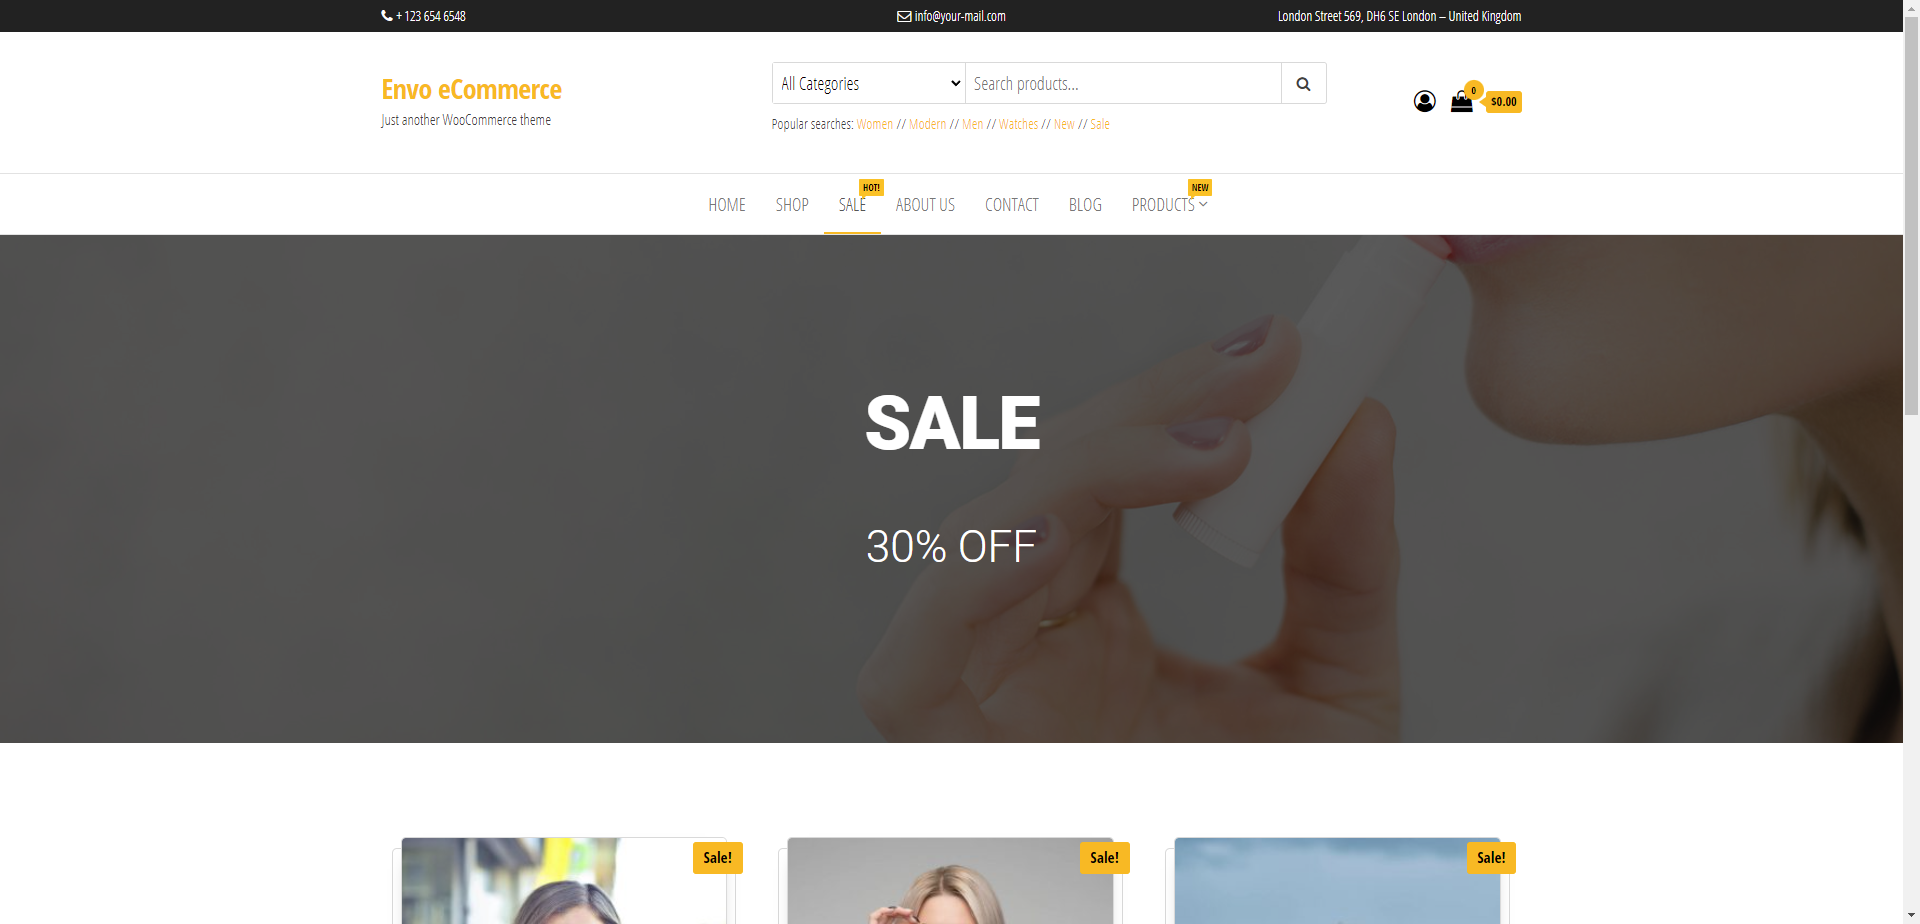 + 123 654 6548
info@your-mail.com
London Street 569, DH6 SE London – United Kingdom
Envo eCommerce
Just another WooCommerce theme
All Categories
Search products...
0
$0.00
Popular searches: Women // Modern // Men // Watches // New // Sale
HOT!
NEW
HOME SHOP SALE ABOUT US CONTACT BLOG PRODUCTS
SALE
30% OFF
Sale!
Sale!
Sale!